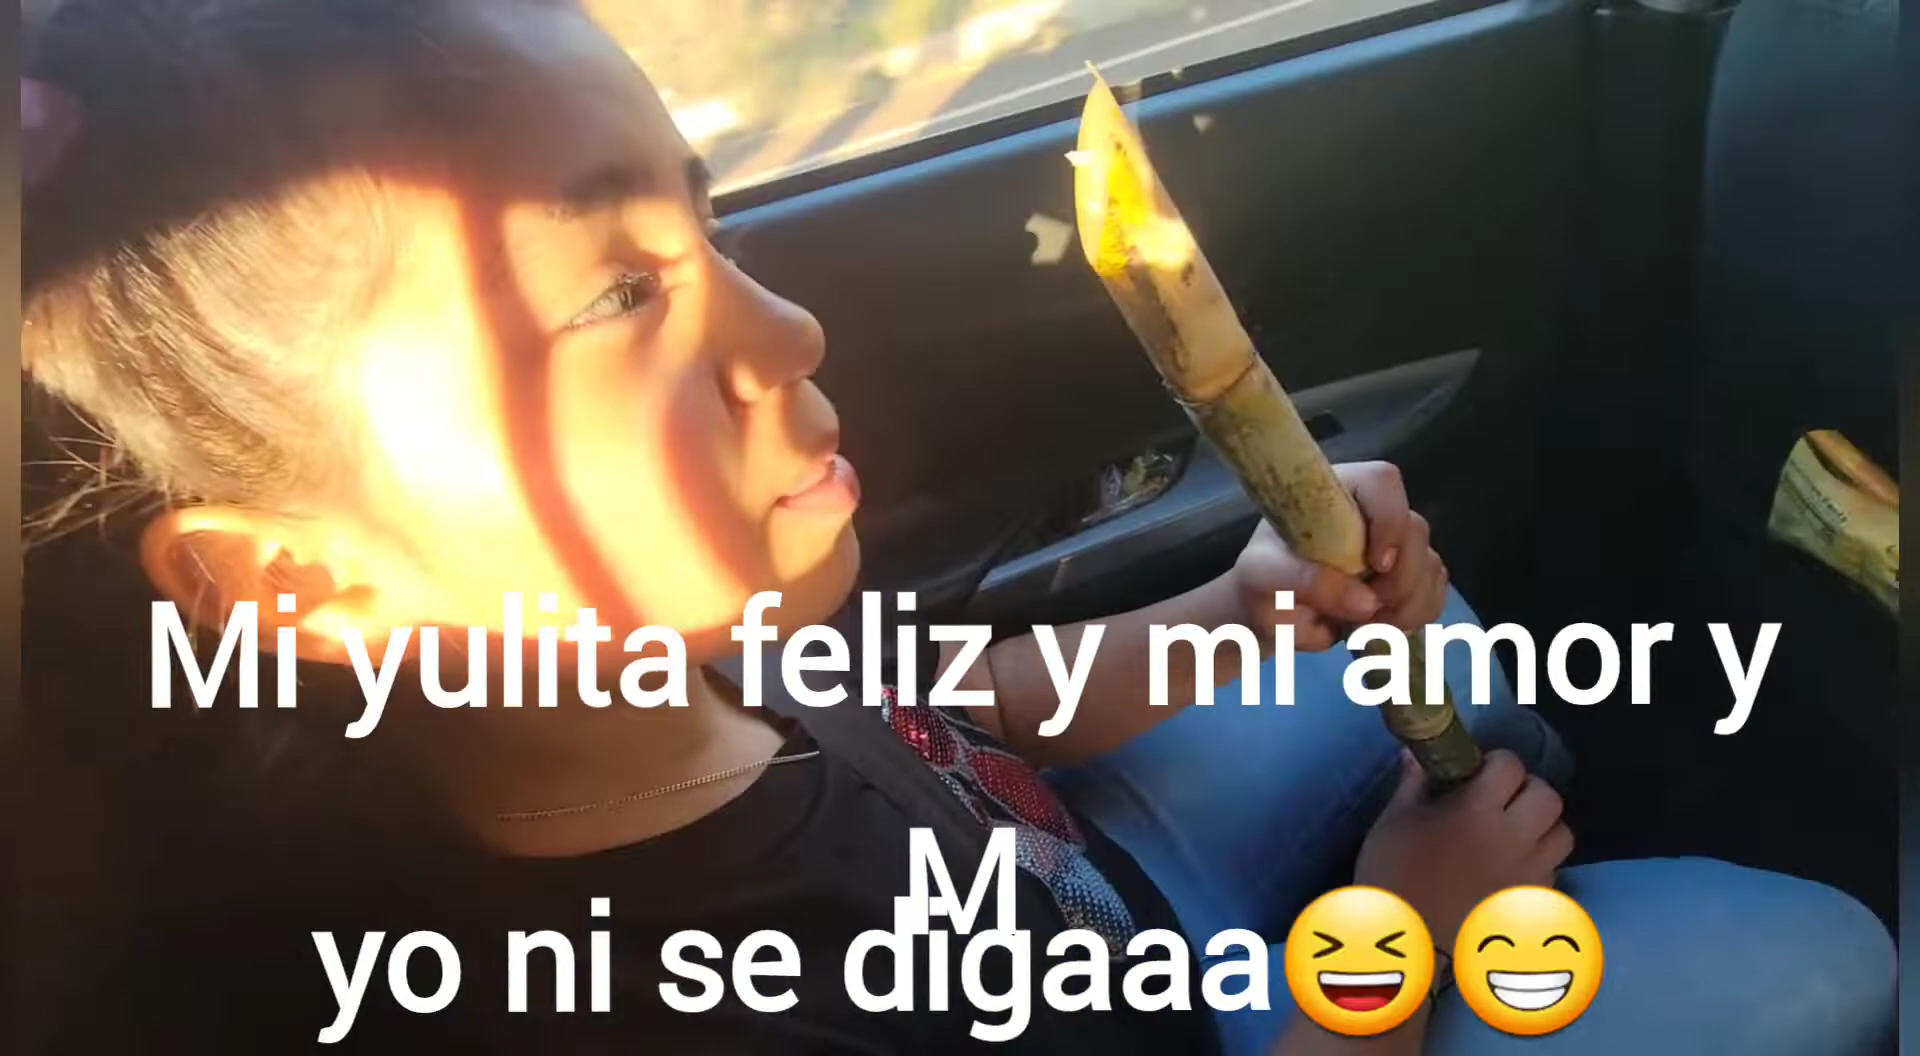 Mi yulita feliz y mi amor y
M
yo ni se digaaa😆😁